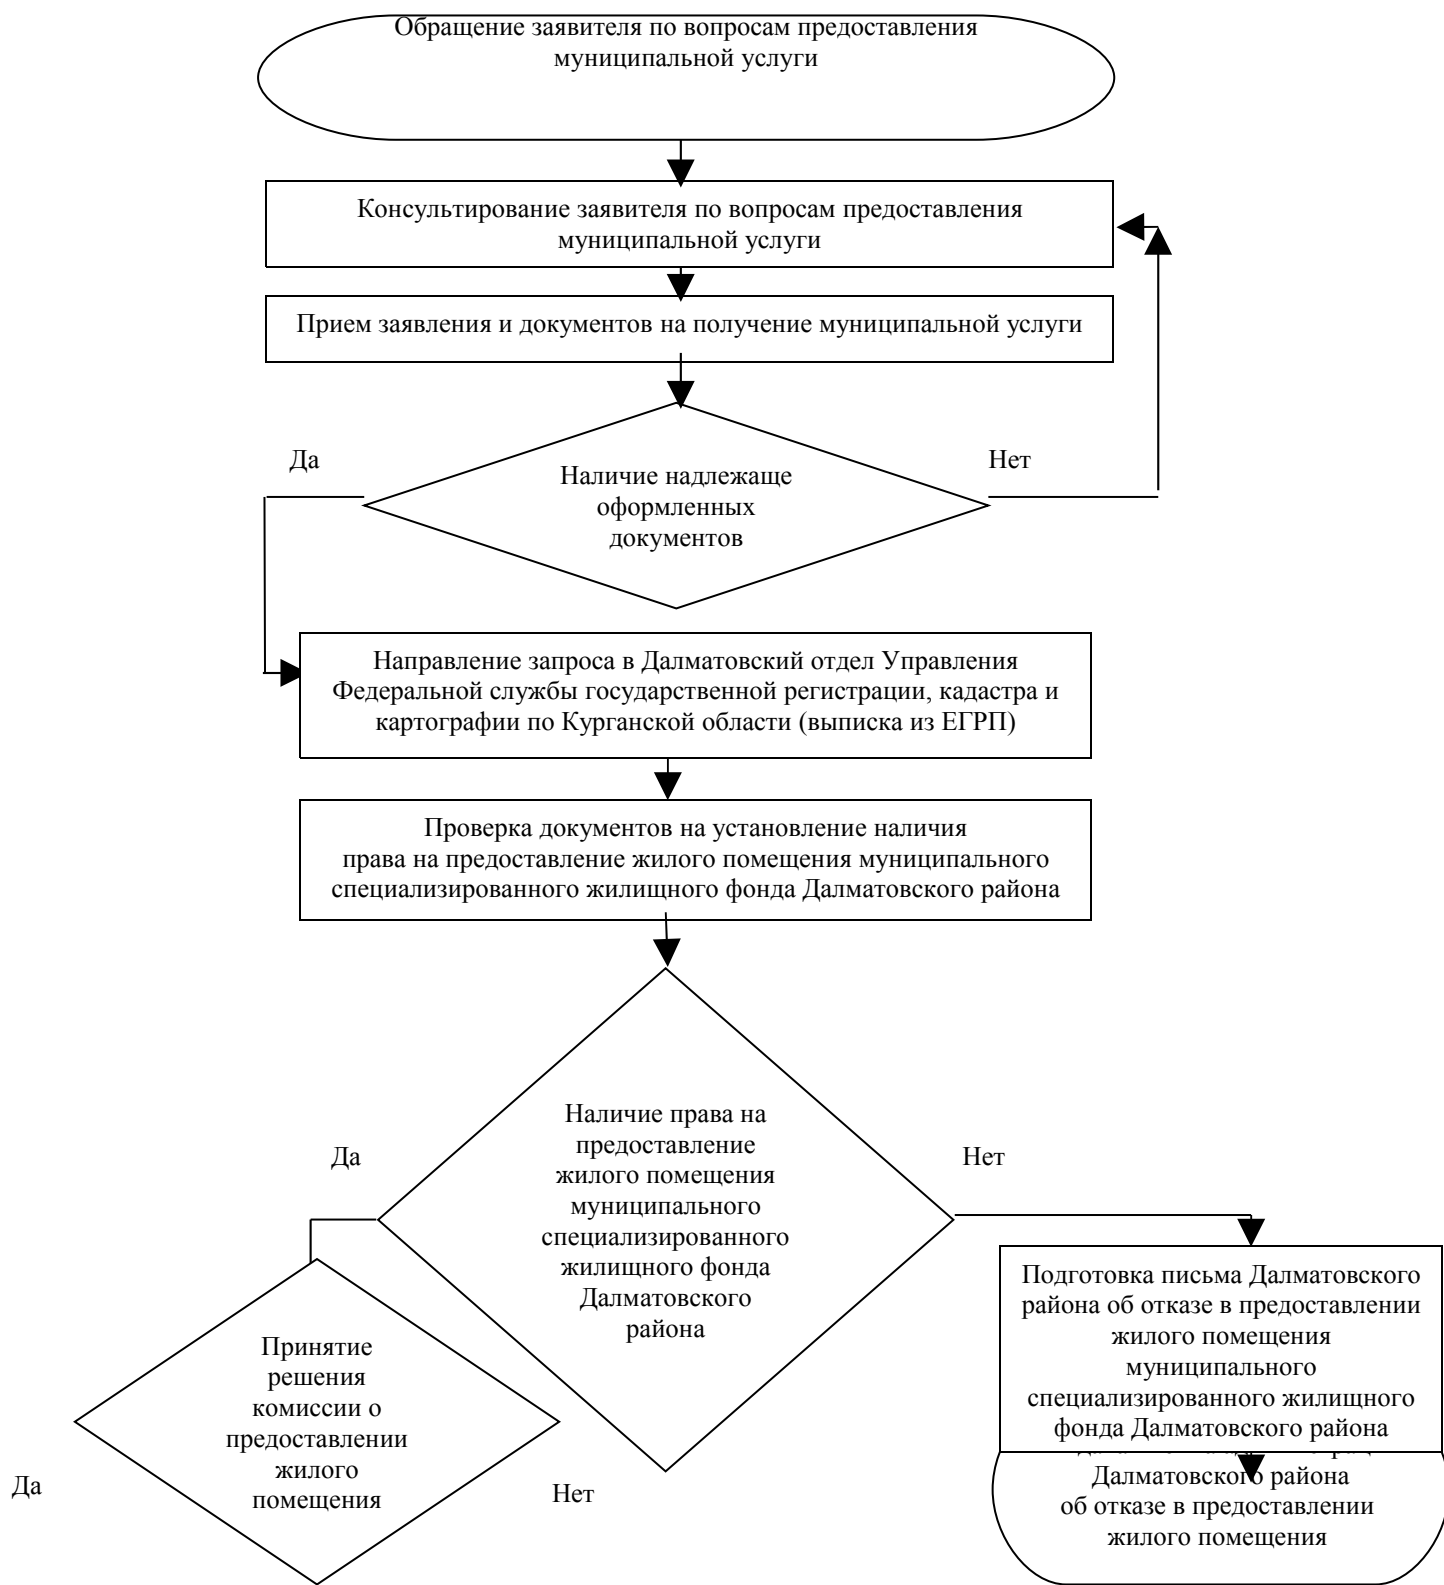 Обращение заявителя по вопросам предоставления
муниципальной услуги
Консультирование заявителя по вопросам предоставления
муниципальной услуги
Прием заявления и документов на получение муниципальной услуги
Да
Нет
Наличие надлежаще
оформленных
документов
Направление запроса в Далматовский отдел Управления
Федеральной службы государственной регистрации, кадастра и
картографии по Курганской области (выписка из ЕГРП)
Проверка документов на установление наличия
права на предоставление жилого помещения муниципального
специализированного жилищного фонда Далматовского района
Да
Нет
Наличие права на
предоставление
жилого помещения
муниципального
специализированного
жилищного фонда
Далматовского
района
Принятие
решения
комиссии о
предоставлении
жилого
помещения
Да
Нет
Подготовка письма Далматовского
района об отказе в предоставлении
жилого помещения
муниципального
специализированного жилищного
фонда Далматовского района
Далматовского района
об отказе в предоставлении
жилого помещения